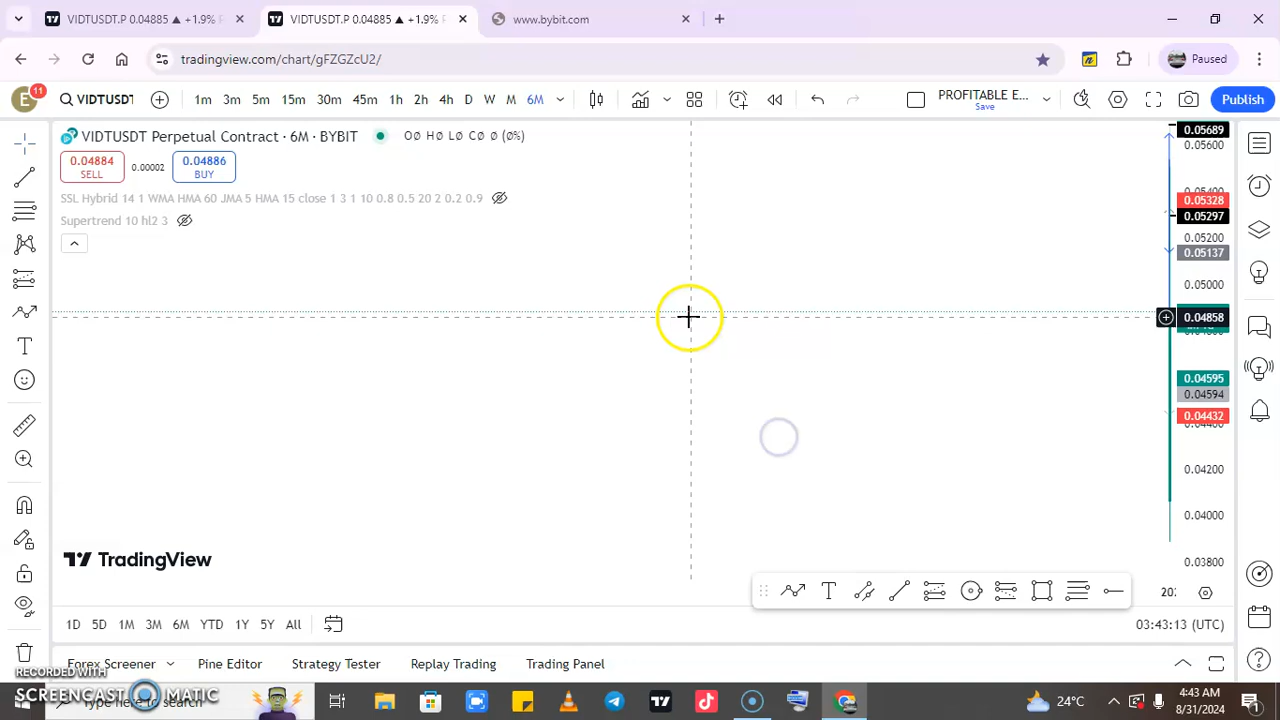 VIDTUSDT.P 0.04885 ▲ +1.9% P
VIDTUSDT.P 0.04885 ▲ +1.9% P
www.bybit.com
tradingview.com/chart/gFZGZcU2/
Paused
E
11
VIDTUSDT
1m 3m 5m 15m 30m 45m 1h 2h 4h D W M 6M
PROFITABLE E...
Save
Publish
VIDTUSDT Perpetual Contract · 6M · BYBIT
O∅ H∅ L∅ C∅ ∅ (0%)
0.04884
SELL
0.00002
0.04886
BUY
SSL Hybrid 14 1 WMA HMA 60 JMA 5 HMA 15 close 1 3 1 10 0.8 0.5 20 2 0.2 0.9
Supertrend 10 hl2 3
0.05689
0.05600
0.05328
0.05297
0.05200
0.05137
0.05000
0.04858
0.04595
0.04594
0.04432
0.04200
0.04000
0.03800
TradingView
1D 5D 1M 3M 6M YTD 1Y 5Y All
03:43:13 (UTC)
Forex Screener
Pine Editor
Strategy Tester
Replay Trading
Trading Panel
RECORDED WITH
SCREENCAST MATIC
Type here to search
24°C
4:43 AM
8/31/2024
1